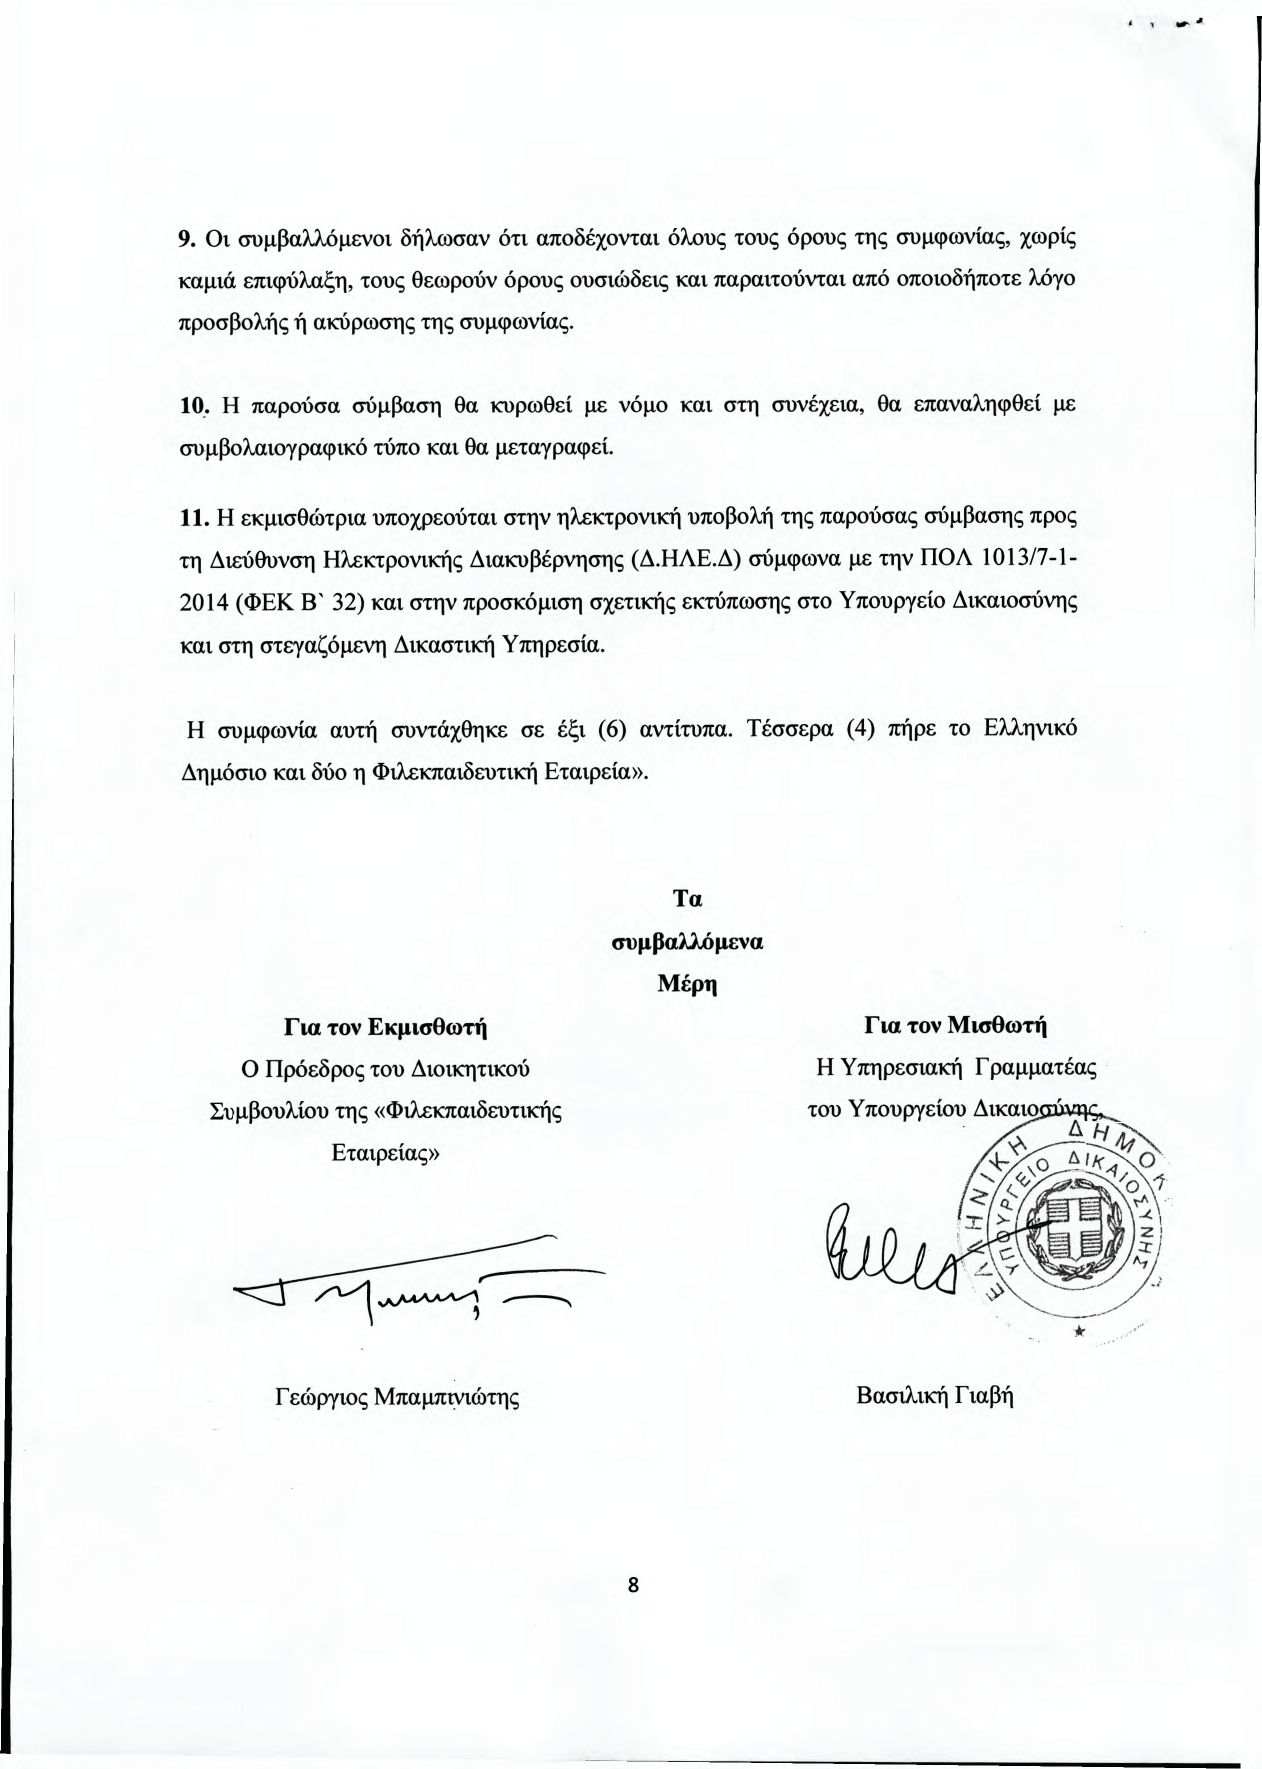 9. Οι συμβαλλόμενοι δήλωσαν ότι αποδέχονται όλους τους όρους της συμφωνίας, χωρίς
καμιά επιφύλαξη, τους θεωρούν όρους ουσιώδεις και παραιτούνται από οποιοδήποτε λόγο
προσβολής ή ακύρωσης της συμφωνίας.
10. Η παρούσα σύμβαση θα κυρωθεί με νόμο και στη συνέχεια, θα επαναληφθεί με
συμβολαιογραφικό τύπο και θα μεταγραφεί.
11. Η εκμισθώτρια υποχρεούται στην ηλεκτρονική υποβολή της παρούσας σύμβασης προς
τη Διεύθυνση Ηλεκτρονικής Διακυβέρνησης (Δ.ΗΛΕ.Δ) σύμφωνα με την ΠΟΛ 1013/7-1-
2014 (ΦΕΚ Β` 32) και στην προσκόμιση σχετικής εκτύπωσης στο Υπουργείο Δικαιοσύνης
και στη στεγαζόμενη Δικαστική Υπηρεσία.
Η συμφωνία αυτή συντάχθηκε σε έξι (6) αντίτυπα. Τέσσερα (4) πήρε το Ελληνικό
Δημόσιο και δύο η Φιλεκπαιδευτική Εταιρεία».
Τα
συμβαλλόμενα
Μέρη
Για τον Εκμισθωτή
Ο Πρόεδρος του Διοικητικού
Συμβουλίου της «Φιλεκπαιδευτικής
Εταιρείας»
Γεώργιος Μπαμπινιώτης
Για τον Μισθωτή
Η Υπηρεσιακή Γραμματέας
του Υπουργείου Δικαιοσύνης,
ΕΛΛΗΝΙΚΗ ΔΗΜΟΚ
ΥΠΟΥΡΓΕΙΟ ΔΙΚΑΙΟΣΥΝΗΣ
Βασιλική Γιαβή
8